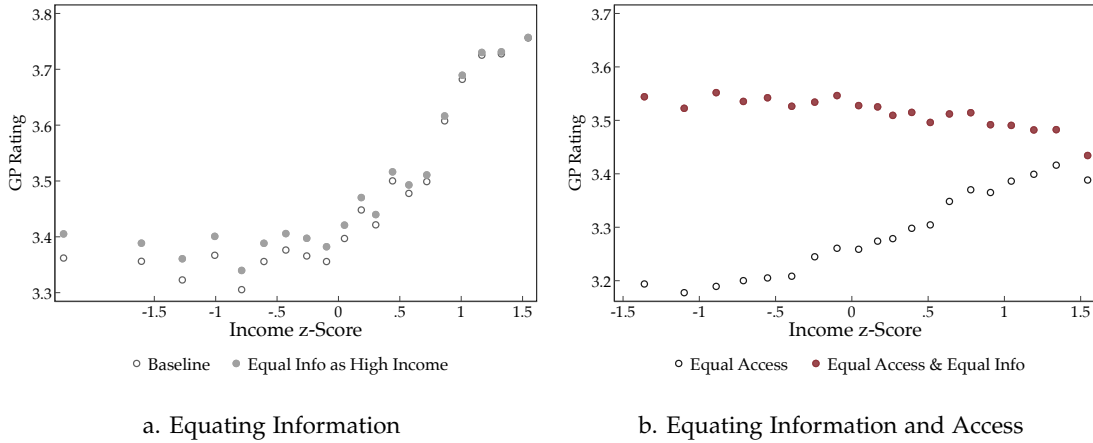 3.8
3.7
3.6
3.5
3.4
3.3
GP Rating
-1.5
-1
-.5
0
.5
1
1.5
Income z-Score
Baseline
Equal Info as High Income
a. Equating Information
3.7
3.6
3.5
3.4
3.3
3.2
GP Rating
-1.5
-1
-.5
0
.5
1
1.5
Income z-Score
Equal Access
Equal Access & Equal Info
b. Equating Information and Access